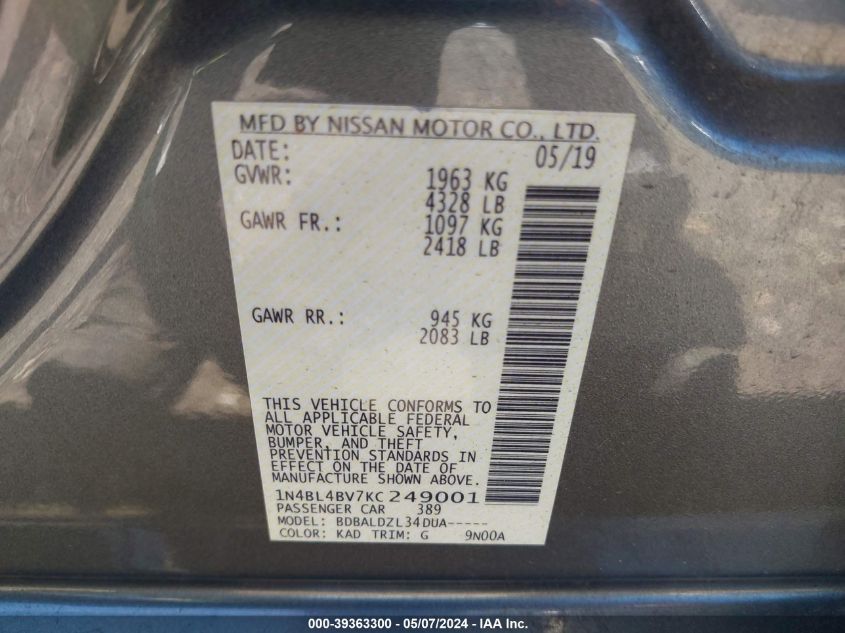 MFD BY NISSAN MOTOR CO., LTD.
DATE: 05/19
GVWR: 1963 KG
4328 LB
GAWR FR.: 1097 KG
2418 LB
GAWR RR.: 945 KG
2083 LB
THIS VEHICLE CONFORMS TO
ALL APPLICABLE FEDERAL
MOTOR VEHICLE SAFETY,
BUMPER, AND THEFT
PREVENTION STANDARDS IN
EFFECT ON THE DATE OF
MANUFACTURE SHOWN ABOVE.
1N4BL4BV7KC249001
PASSENGER CAR 389
MODEL: BDBALDZL34DUA-----
COLOR: KAD TRIM: G 9N00A
000-39363300 - 05/07/2024 - IAA Inc.